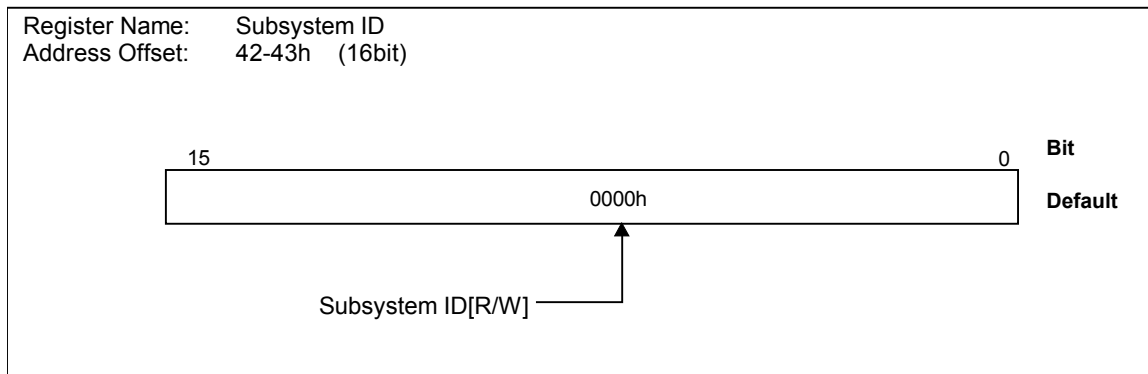 Register Name: Subsystem ID
Address Offset: 42-43h (16bit)
15 0 Bit
0000h Default
Subsystem ID[R/W]